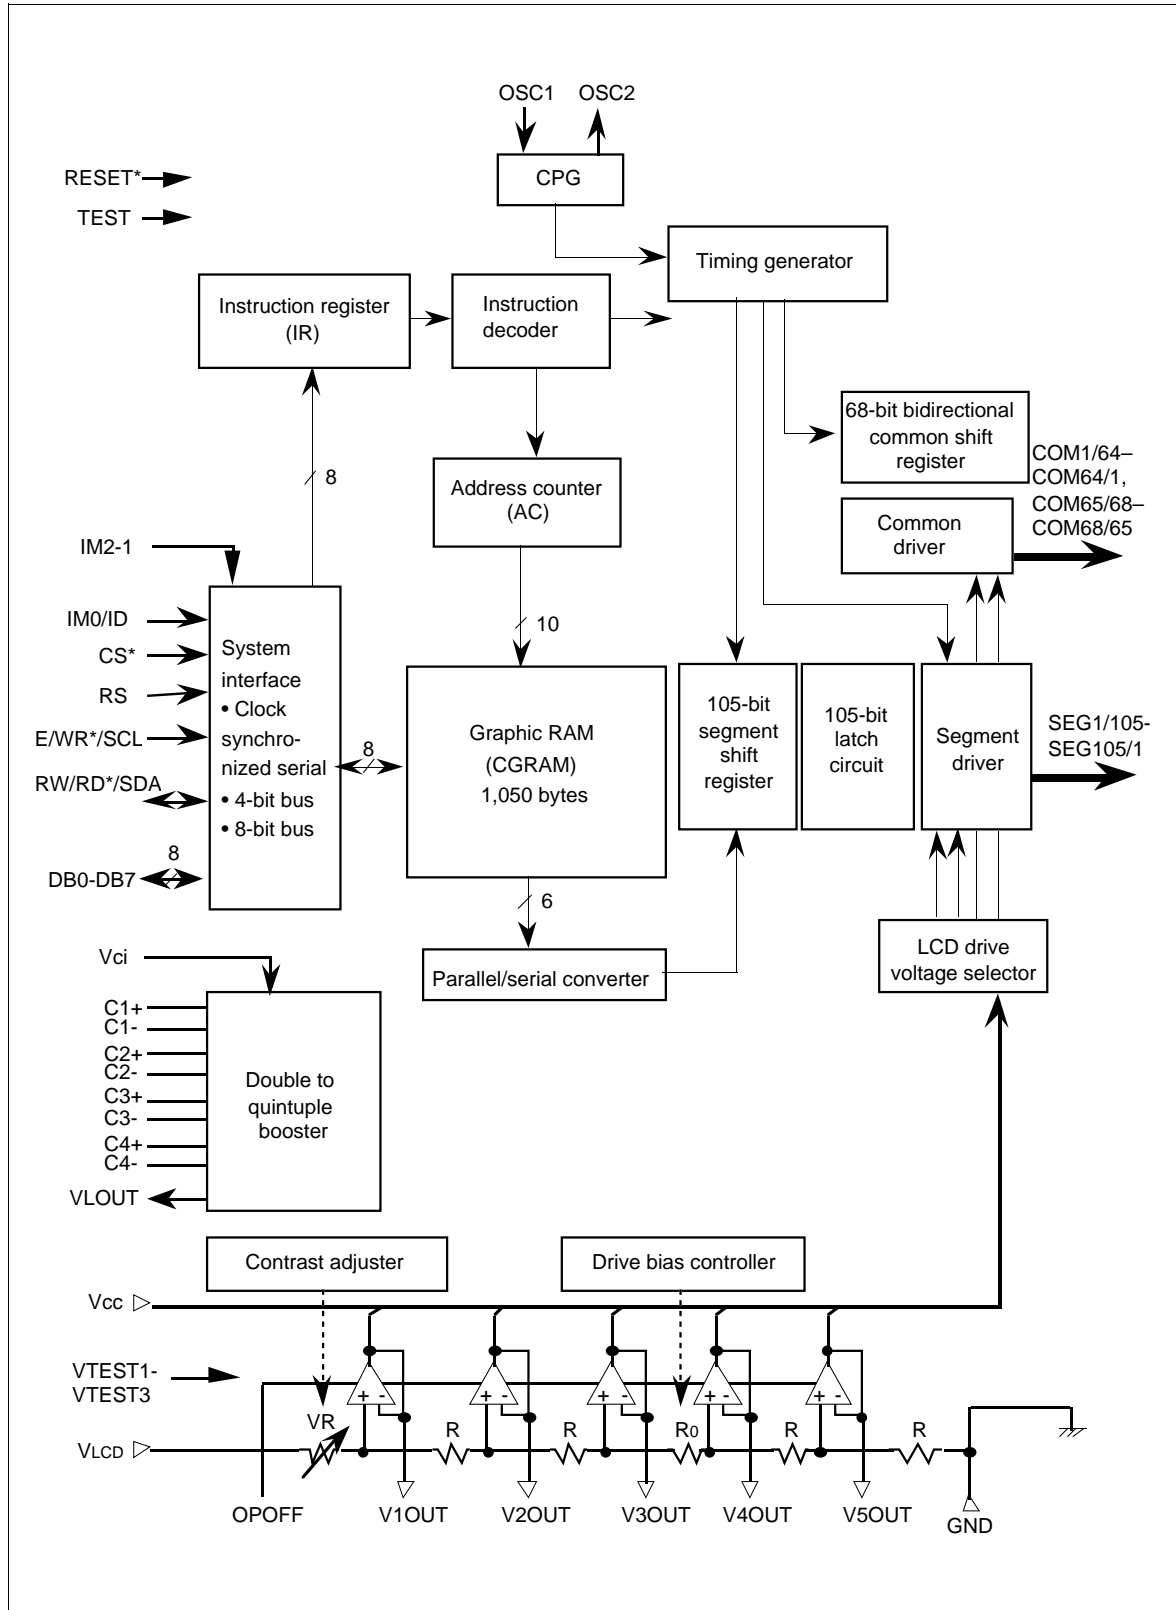 OSC1 OSC2
CPG
RESET*
TEST
Timing generator
Instruction register
(IR)
Instruction
decoder
68-bit bidirectional
common shift
register
COM1/64–
COM64/1,
COM65/68–
COM68/65
8
Address counter
(AC)
Common
driver
IM2-1
IM0/ID
CS*
RS
E/WR*/SCL
RW/RD*/SDA
8
DB0-DB7
System
interface
• Clock
synchro-
nized serial
• 4-bit bus
• 8-bit bus
10
8
Graphic RAM
(CGRAM)
1,050 bytes
105-bit
segment
shift
register
105-bit
latch
circuit
Segment
driver
SEG1/105-
SEG105/1
6
Parallel/serial converter
LCD drive
voltage selector
Vci
C1+
C1-
C2+
C2-
C3+
C3-
C4+
C4-
VLOUT
Double to
quintuple
booster
Contrast adjuster
Drive bias controller
Vcc
VTEST1-
VTEST3
+ - + - + - + - + -
VR R R R0 R R
VLCD
OPOFF V1OUT V2OUT V3OUT V4OUT V5OUT GND